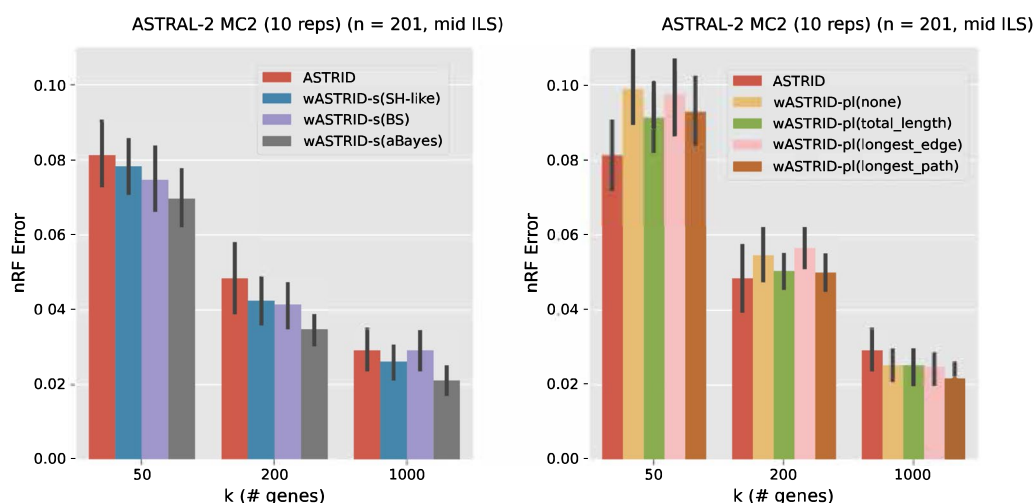 ASTRAL-2 MC2 (10 reps) (n = 201, mid ILS)
nRF Error
0.10
0.08
0.06
0.04
0.02
0.00
ASTRID
wASTRID-s(SH-like)
wASTRID-s(BS)
wASTRID-s(aBayes)
50
200
1000
k (# genes)
ASTRAL-2 MC2 (10 reps) (n = 201, mid ILS)
nRF Error
0.10
0.08
0.06
0.04
0.02
0.00
ASTRID
wASTRID-pl(none)
wASTRID-pl(total_length)
wASTRID-pl(longest_edge)
wASTRID-pl(longest_path)
50
200
1000
k (# genes)